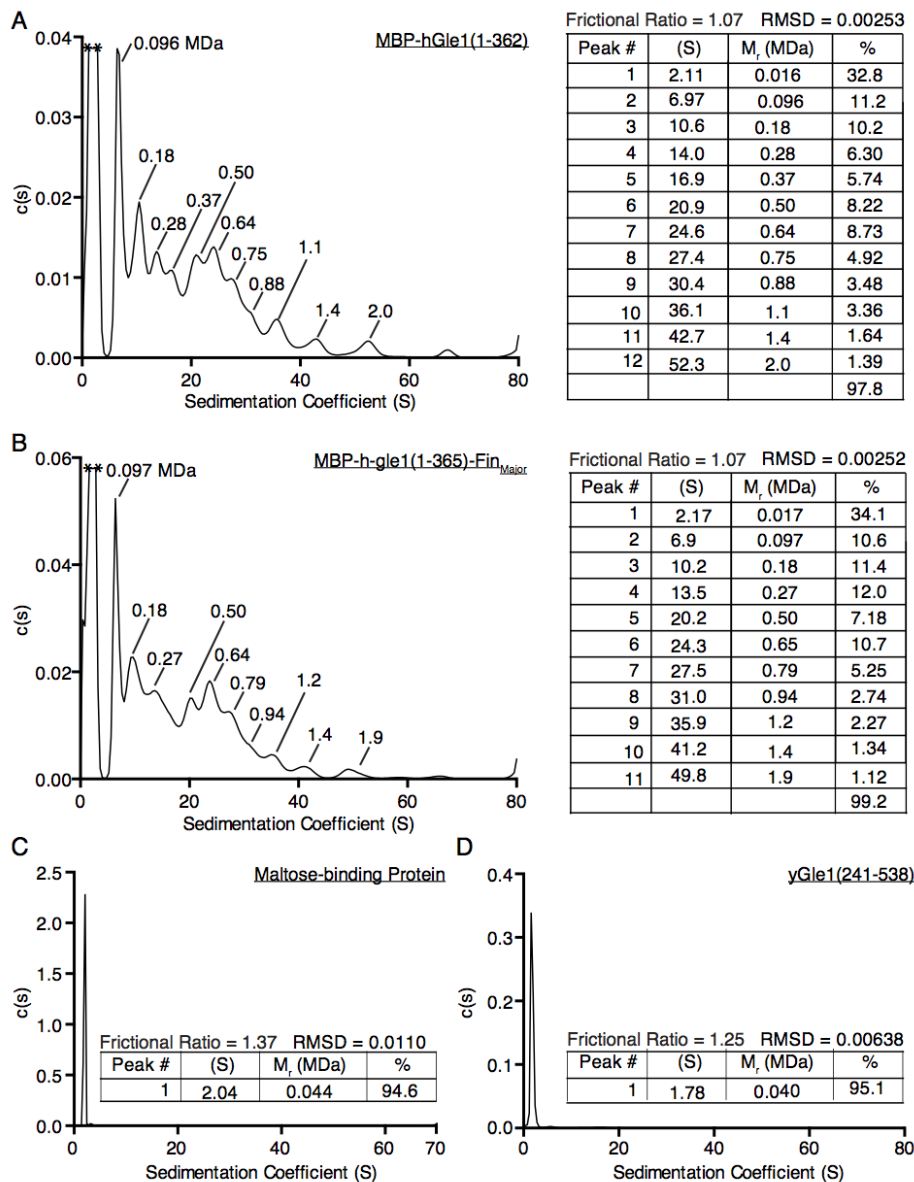 A
MBP-hGle1(1-362)
0.04
0.03
0.02
0.01
0.00
c(s)
**
0.096 MDa
0.18
0.28
0.37
0.50
0.64
0.75
0.88
1.1
1.4
2.0
0 20 40 60 80
Sedimentation Coefficient (S)
Frictional Ratio = 1.07 RMSD = 0.00253
Peak # (S) Mr (MDa) %
1 2.11 0.016 32.8
2 6.97 0.096 11.2
3 10.6 0.18 10.2
4 14.0 0.28 6.30
5 16.9 0.37 5.74
6 20.9 0.50 8.22
7 24.6 0.64 8.73
8 27.4 0.75 4.92
9 30.4 0.88 3.48
10 36.1 1.1 3.36
11 42.7 1.4 1.64
12 52.3 2.0 1.39
97.8
B
MBP-h-gle1(1-365)-FinMajor
0.06
0.04
0.02
0.00
c(s)
**
0.097 MDa
0.18
0.27
0.50
0.64
0.79
0.94
1.2
1.4
1.9
0 20 40 60 80
Sedimentation Coefficient (S)
Frictional Ratio = 1.07 RMSD = 0.00252
Peak # (S) Mr (MDa) %
1 2.17 0.017 34.1
2 6.9 0.097 10.6
3 10.2 0.18 11.4
4 13.5 0.27 12.0
5 20.2 0.50 7.18
6 24.3 0.65 10.7
7 27.5 0.79 5.25
8 31.0 0.94 2.74
9 35.9 1.2 2.27
10 41.2 1.4 1.34
11 49.8 1.9 1.12
99.2
C
Maltose-binding Protein
2.5
2.0
1.5
1.0
0.5
0.0
c(s)
Frictional Ratio = 1.37 RMSD = 0.0110
Peak # (S) Mr (MDa) %
1 2.04 0.044 94.6
0 20 40 60 70
Sedimentation Coefficient (S)
D
yGle1(241-538)
0.4
0.3
0.2
0.1
0.0
c(s)
Frictional Ratio = 1.25 RMSD = 0.00638
Peak # (S) Mr (MDa) %
1 1.78 0.040 95.1
0 20 40 60 80
Sedimentation Coefficient (S)